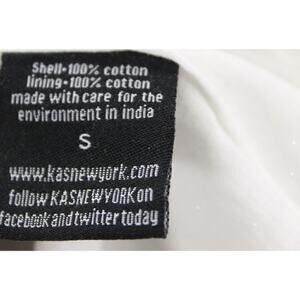 Shell-100% cotton
lining-100% cotton
made with care for the
environment in india
S
www.kasnewyork.com
follow KASNEWYORK on
facebook and twitter today